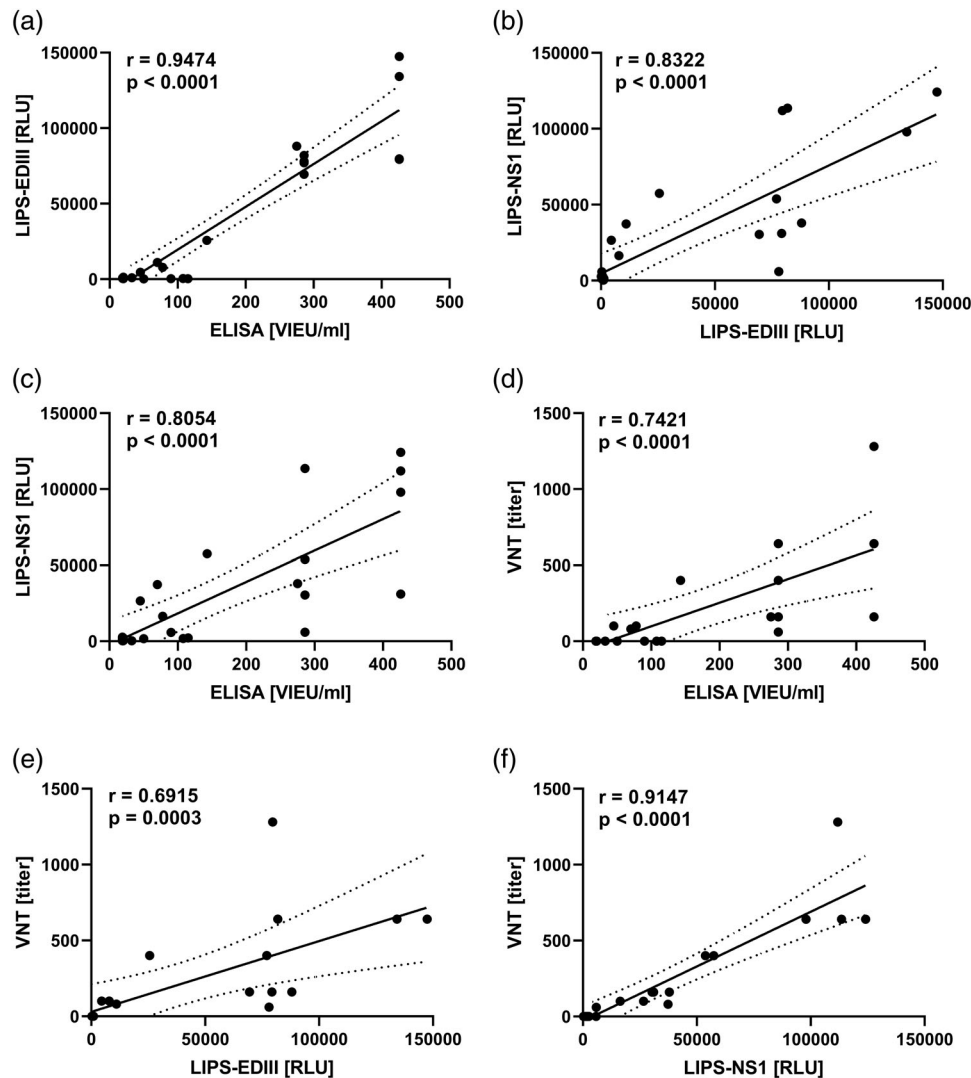 (a)
r = 0.9474
p < 0.0001
LIPS-EDIII [RLU]
150000
100000
50000
0
0 100 200 300 400 500
ELISA [VIEU/ml]
(b)
r = 0.8322
p < 0.0001
LIPS-NS1 [RLU]
150000
100000
50000
0
0 50000 100000 150000
LIPS-EDIII [RLU]
(c)
r = 0.8054
p < 0.0001
LIPS-NS1 [RLU]
150000
100000
50000
0
0 100 200 300 400 500
ELISA [VIEU/ml]
(d)
r = 0.7421
p < 0.0001
VNT [titer]
1500
1000
500
0
0 100 200 300 400 500
ELISA [VIEU/ml]
(e)
r = 0.6915
p = 0.0003
VNT [titer]
1500
1000
500
0
0 50000 100000 150000
LIPS-EDIII [RLU]
(f)
r = 0.9147
p < 0.0001
VNT [titer]
1500
1000
500
0
0 50000 100000 150000
LIPS-NS1 [RLU]